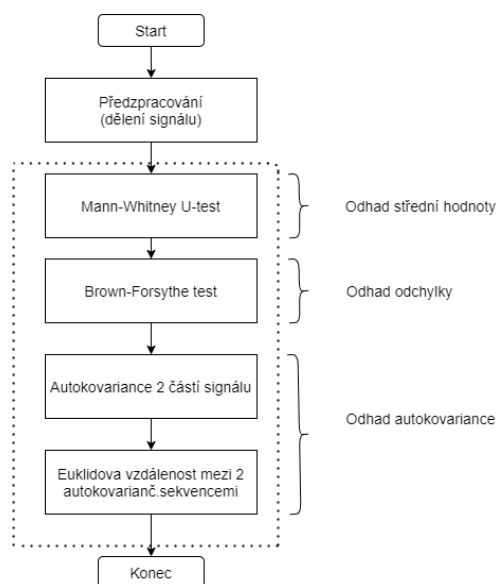 Start
Předzpracování
(dělení signálu)
Mann-Whitney U-test
Odhad střední hodnoty
Brown-Forsythe test
Odhad odchylky
Autokovariance 2 částí signálu
Odhad autokovariance
Euklidova vzdálenost mezi 2
autokovarianč.sekvencemi
Konec